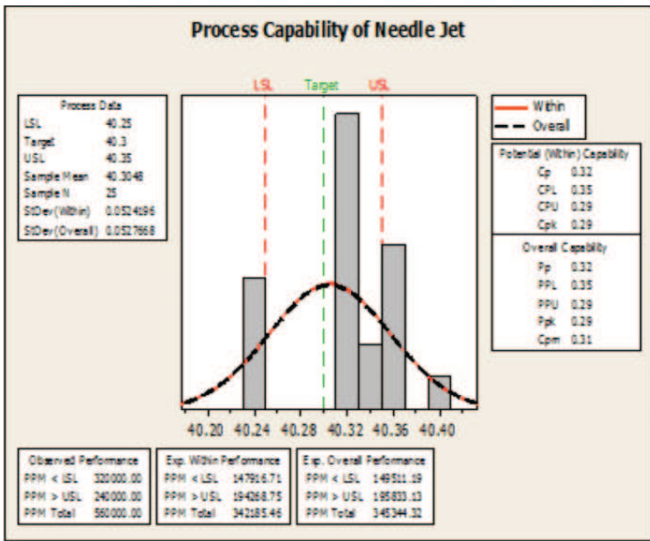 Process Capability of Needle Jet
LSL Target USL
Process Data
LSL 40.25
Target 40.3
USL 40.35
Sample Mean 40.3048
Sample N 25
StDev(Within) 0.0524196
StDev(Overall) 0.0527668
Within
Overall
Potential (Within) Capability
Cp 0.32
CPL 0.35
CPU 0.29
Cpk 0.29
Overall Capability
Pp 0.32
PPL 0.35
PPU 0.29
Ppk 0.29
Cpm 0.31
40.20 40.24 40.28 40.32 40.36 40.40
Observed Performance
PPM < LSL 320000.00
PPM > USL 240000.00
PPM Total 560000.00
Exp. Within Performance
PPM < LSL 147916.71
PPM > USL 194268.75
PPM Total 342185.46
Exp. Overall Performance
PPM < LSL 149511.19
PPM > USL 195833.13
PPM Total 345344.32